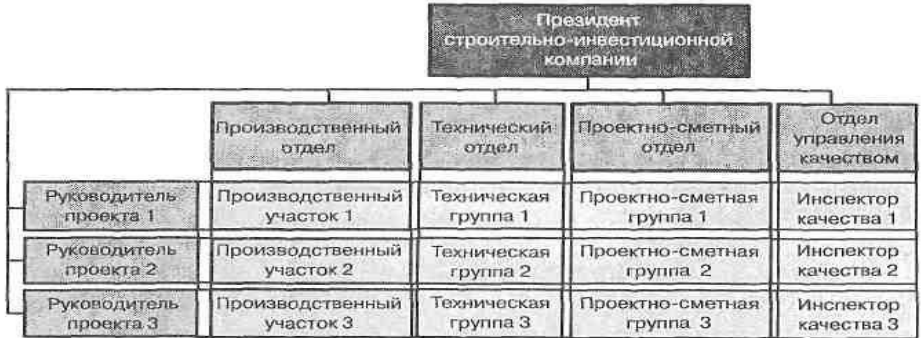 Президент
строительно-инвестиционной
компании
Производственный
отдел
Технический
отдел
Проектно-сметный
отдел
Отдел
управления
качеством
Руководитель
проекта 1
Производственный
участок 1
Техническая
группа 1
Проектно-сметная
группа 1
Инспектор
качества 1
Руководитель
проекта 2
Производственный
участок 2
Техническая
группа 2
Проектно-сметная
группа 2
Инспектор
качества 2
Руководитель
проекта 3
Производственный
участок 3
Техническая
группа 3
Проектно-сметная
группа 3
Инспектор
качества 3